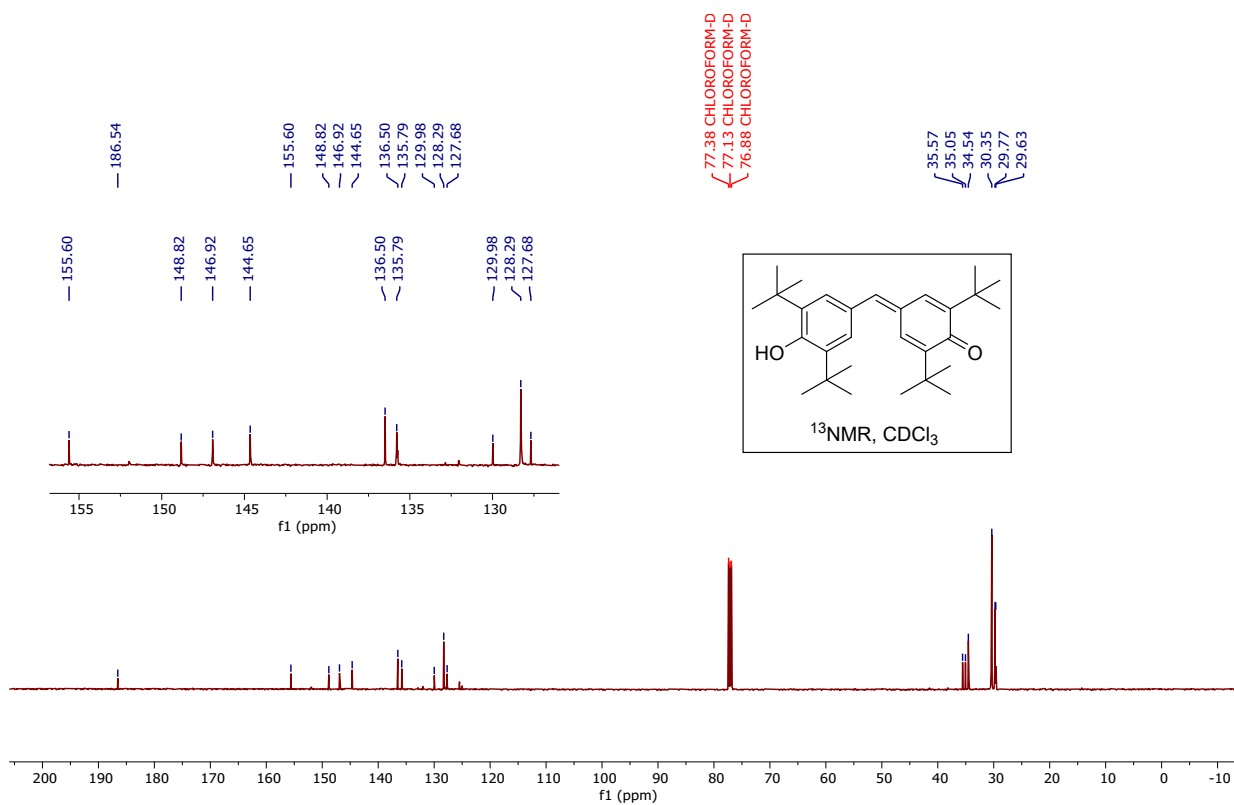 186.54
155.60
148.82
146.92
144.65
136.50
135.79
129.98
128.29
127.68
77.38 CHLOROFORM-D
77.13 CHLOROFORM-D
76.88 CHLOROFORM-D
35.57
35.05
34.54
30.35
29.77
29.63
155.60
148.82
146.92
144.65
136.50
135.79
129.98
128.29
127.68
155 150 145 140 135 130
f1 (ppm)
HO
O
¹³NMR, CDCl₃
200 190 180 170 160 150 140 130 120 110 100 90 80 70 60 50 40 30 20 10 0 -10
f1 (ppm)